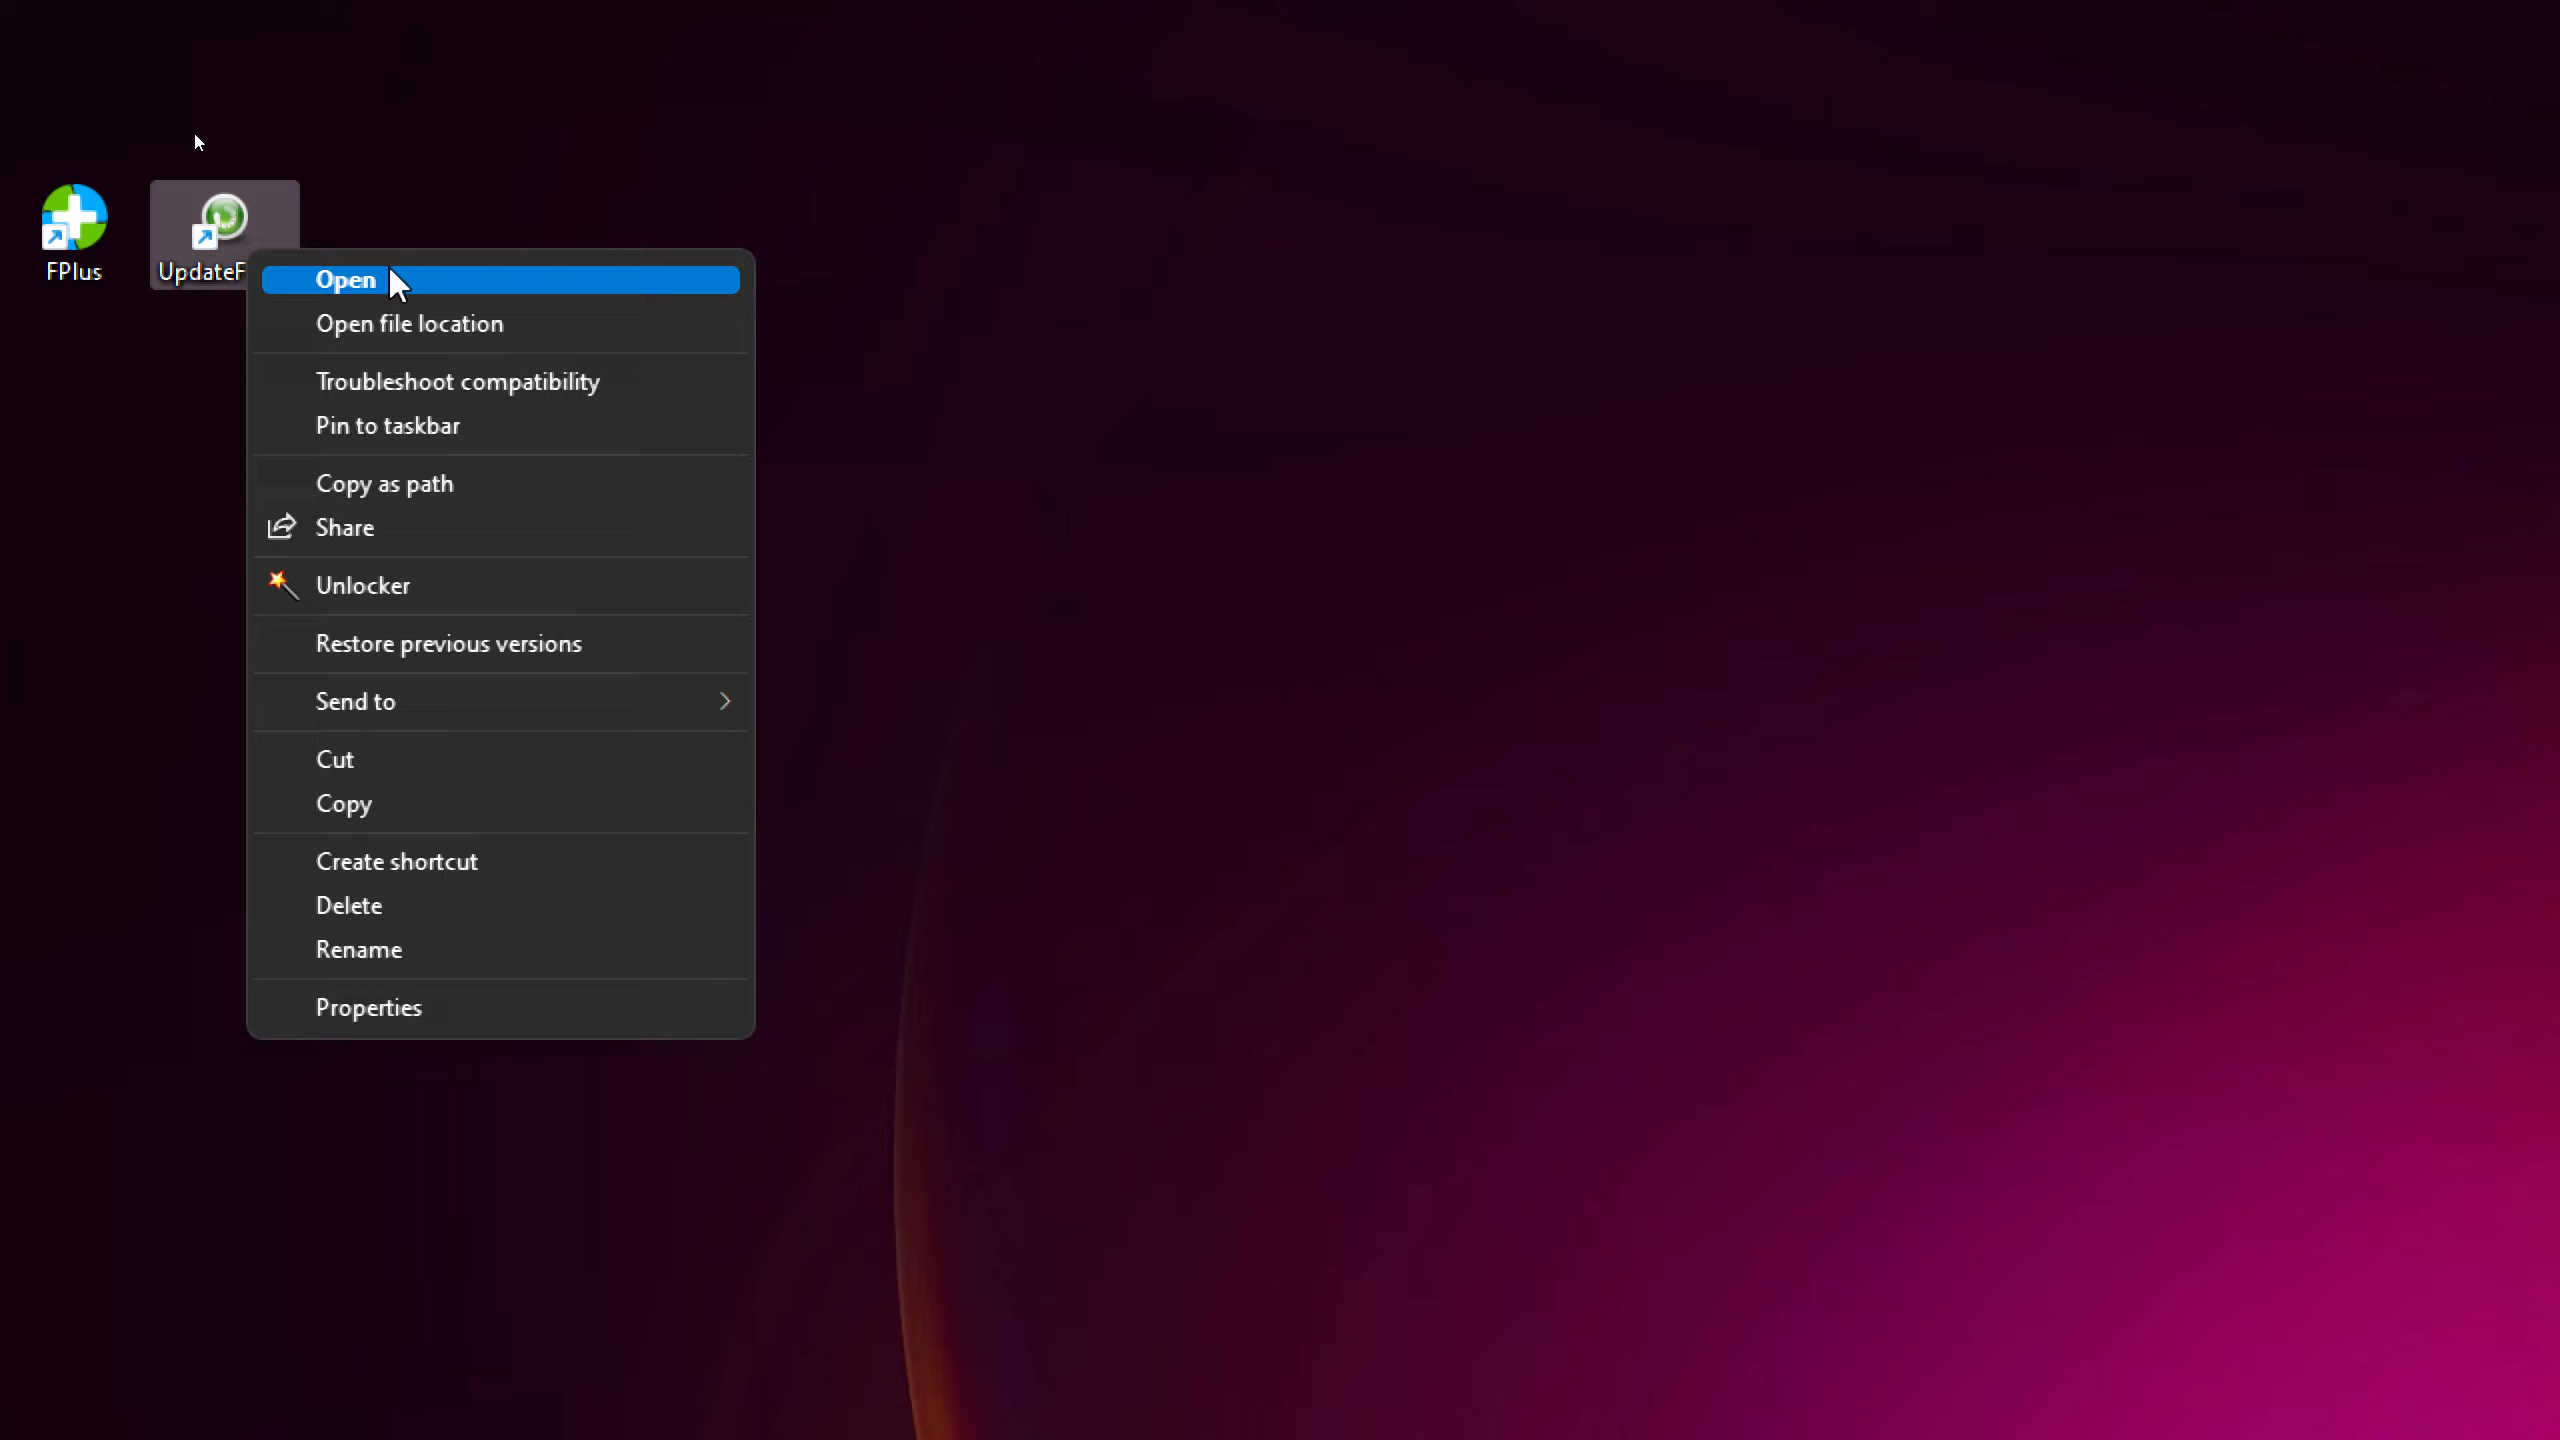 FPlus
UpdateF
Open
Open file location
Troubleshoot compatibility
Pin to taskbar
Copy as path
Share
Unlocker
Restore previous versions
Send to
Cut
Copy
Create shortcut
Delete
Rename
Properties